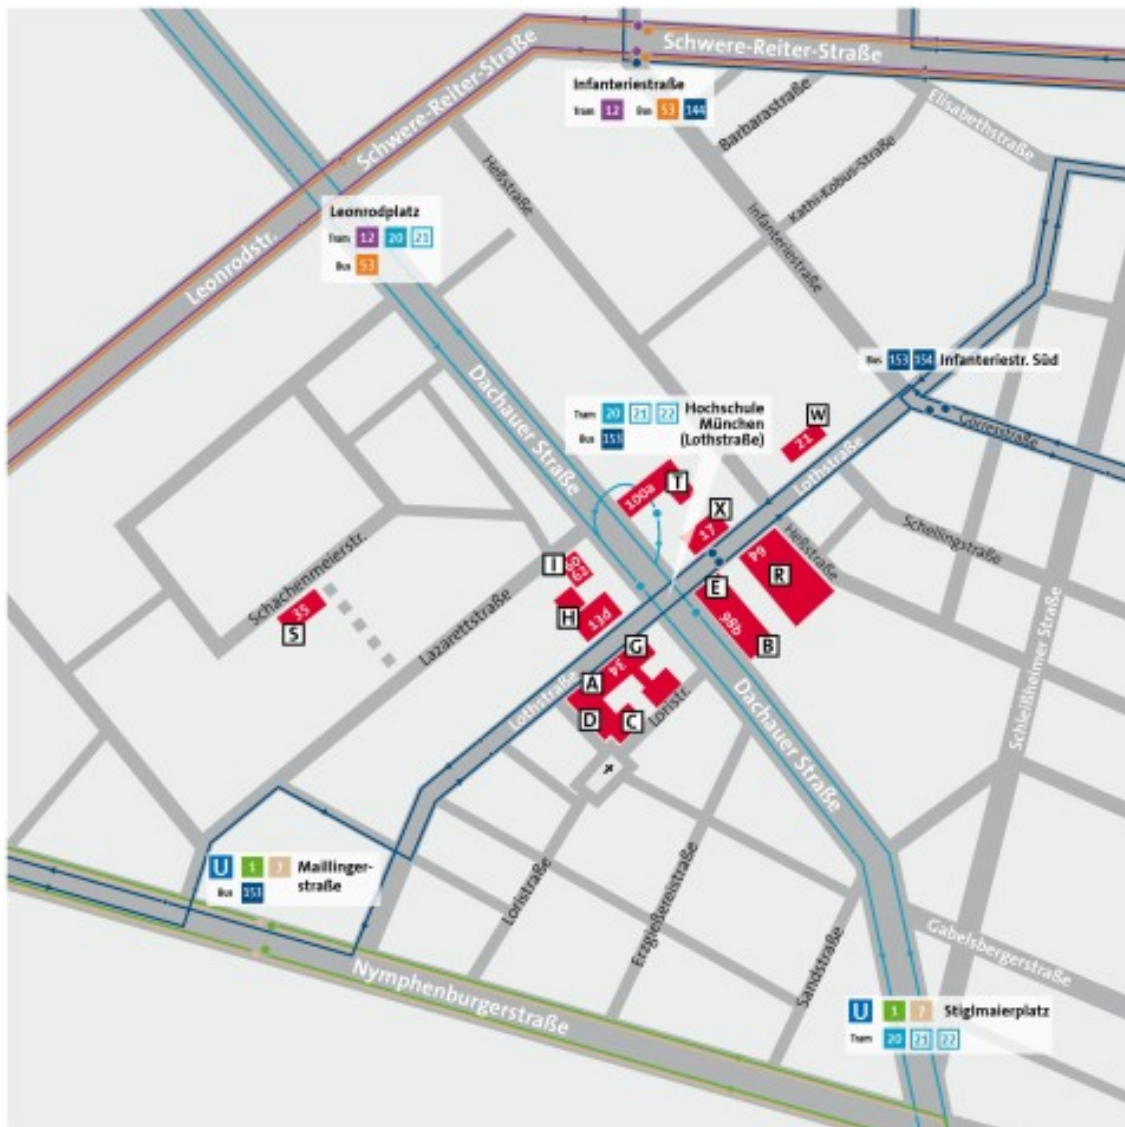 Schwere-Reiter-Straße
Schwere-Reiter-Straße
Infanteriestraße
Tram 12 Bus 53 144
Elisabethstraße
Barbarastraße
Kathi-Kobus-Straße
Heßstraße
Infanteriestraße
Leonrodplatz
Tram 12 20 21
Bus 53
Leonrodstr.
Bus 153 154 Infanteriestr. Süd
Dachauer Straße
Tram 20 21 22 Hochschule
Bus 153 München
(Lothstraße)
W
21
Görresstraße
Lothstraße
T
100a
X
17
Schellingstraße
Heßstraße
64
R
I
60
29
E
H
13d
98b
B
Schachenmeierstr.
35
S
Lazarettstraße
G
34
A
D
C
Loristr.
Lothstraße
Schleißheimer Straße
Dachauer Straße
U 1 7 Maillinger-
Bus 153 straße
Loristraße
Erzgießereistraße
Sandstraße
Gabelsbergerstraße
Nymphenburgerstraße
U 1 7 Stiglmaierplatz
Tram 20 21 22